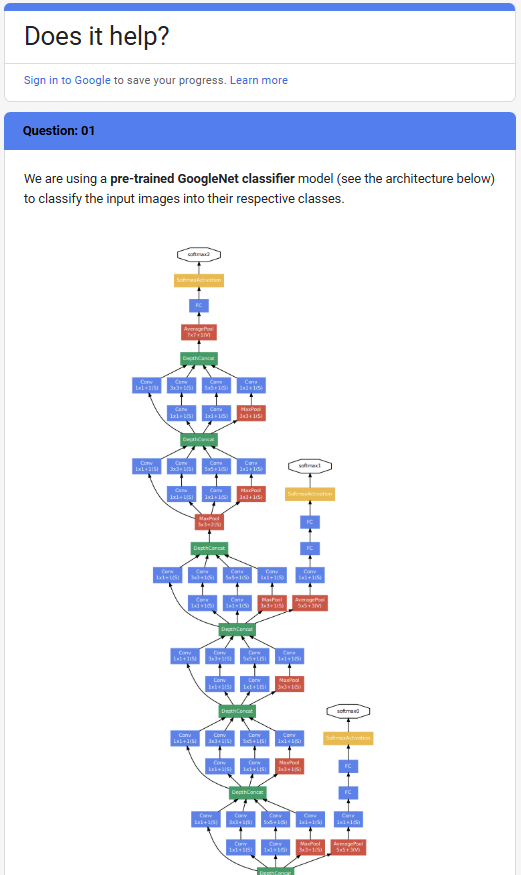 Does it help?
Sign in to Google to save your progress. Learn more
Question: 01
We are using a pre-trained GoogleNet classifier model (see the architecture below)
to classify the input images into their respective classes.
softmax2
SoftmaxActivation
FC
AveragePool
7x7+1(V)
DepthConcat
Conv Conv Conv Conv
1x1+1(S) 3x3+1(S) 5x5+1(S) 1x1+1(S)
Conv Conv MaxPool
1x1+1(S) 1x1+1(S) 3x3+1(S)
DepthConcat
Conv Conv Conv Conv
1x1+1(S) 3x3+1(S) 5x5+1(S) 1x1+1(S)
softmax1
Conv Conv MaxPool
1x1+1(S) 1x1+1(S) 3x3+1(S)
SoftmaxActivation
MaxPool
3x3+2(S)
FC
DepthConcat
FC
Conv Conv Conv Conv Conv
1x1+1(S) 3x3+1(S) 5x5+1(S) 1x1+1(S) 1x1+1(S)
Conv Conv MaxPool AveragePool
1x1+1(S) 1x1+1(S) 3x3+1(S) 5x5+3(V)
DepthConcat
Conv Conv Conv Conv
1x1+1(S) 3x3+1(S) 5x5+1(S) 1x1+1(S)
Conv Conv MaxPool
1x1+1(S) 1x1+1(S) 3x3+1(S)
DepthConcat
softmax0
Conv Conv Conv Conv
1x1+1(S) 3x3+1(S) 5x5+1(S) 1x1+1(S)
SoftmaxActivation
Conv Conv MaxPool
1x1+1(S) 1x1+1(S) 3x3+1(S)
FC
DepthConcat
FC
Conv Conv Conv Conv Conv
1x1+1(S) 3x3+1(S) 5x5+1(S) 1x1+1(S) 1x1+1(S)
Conv Conv MaxPool AveragePool
1x1+1(S) 1x1+1(S) 3x3+1(S) 5x5+3(V)
DepthConcat